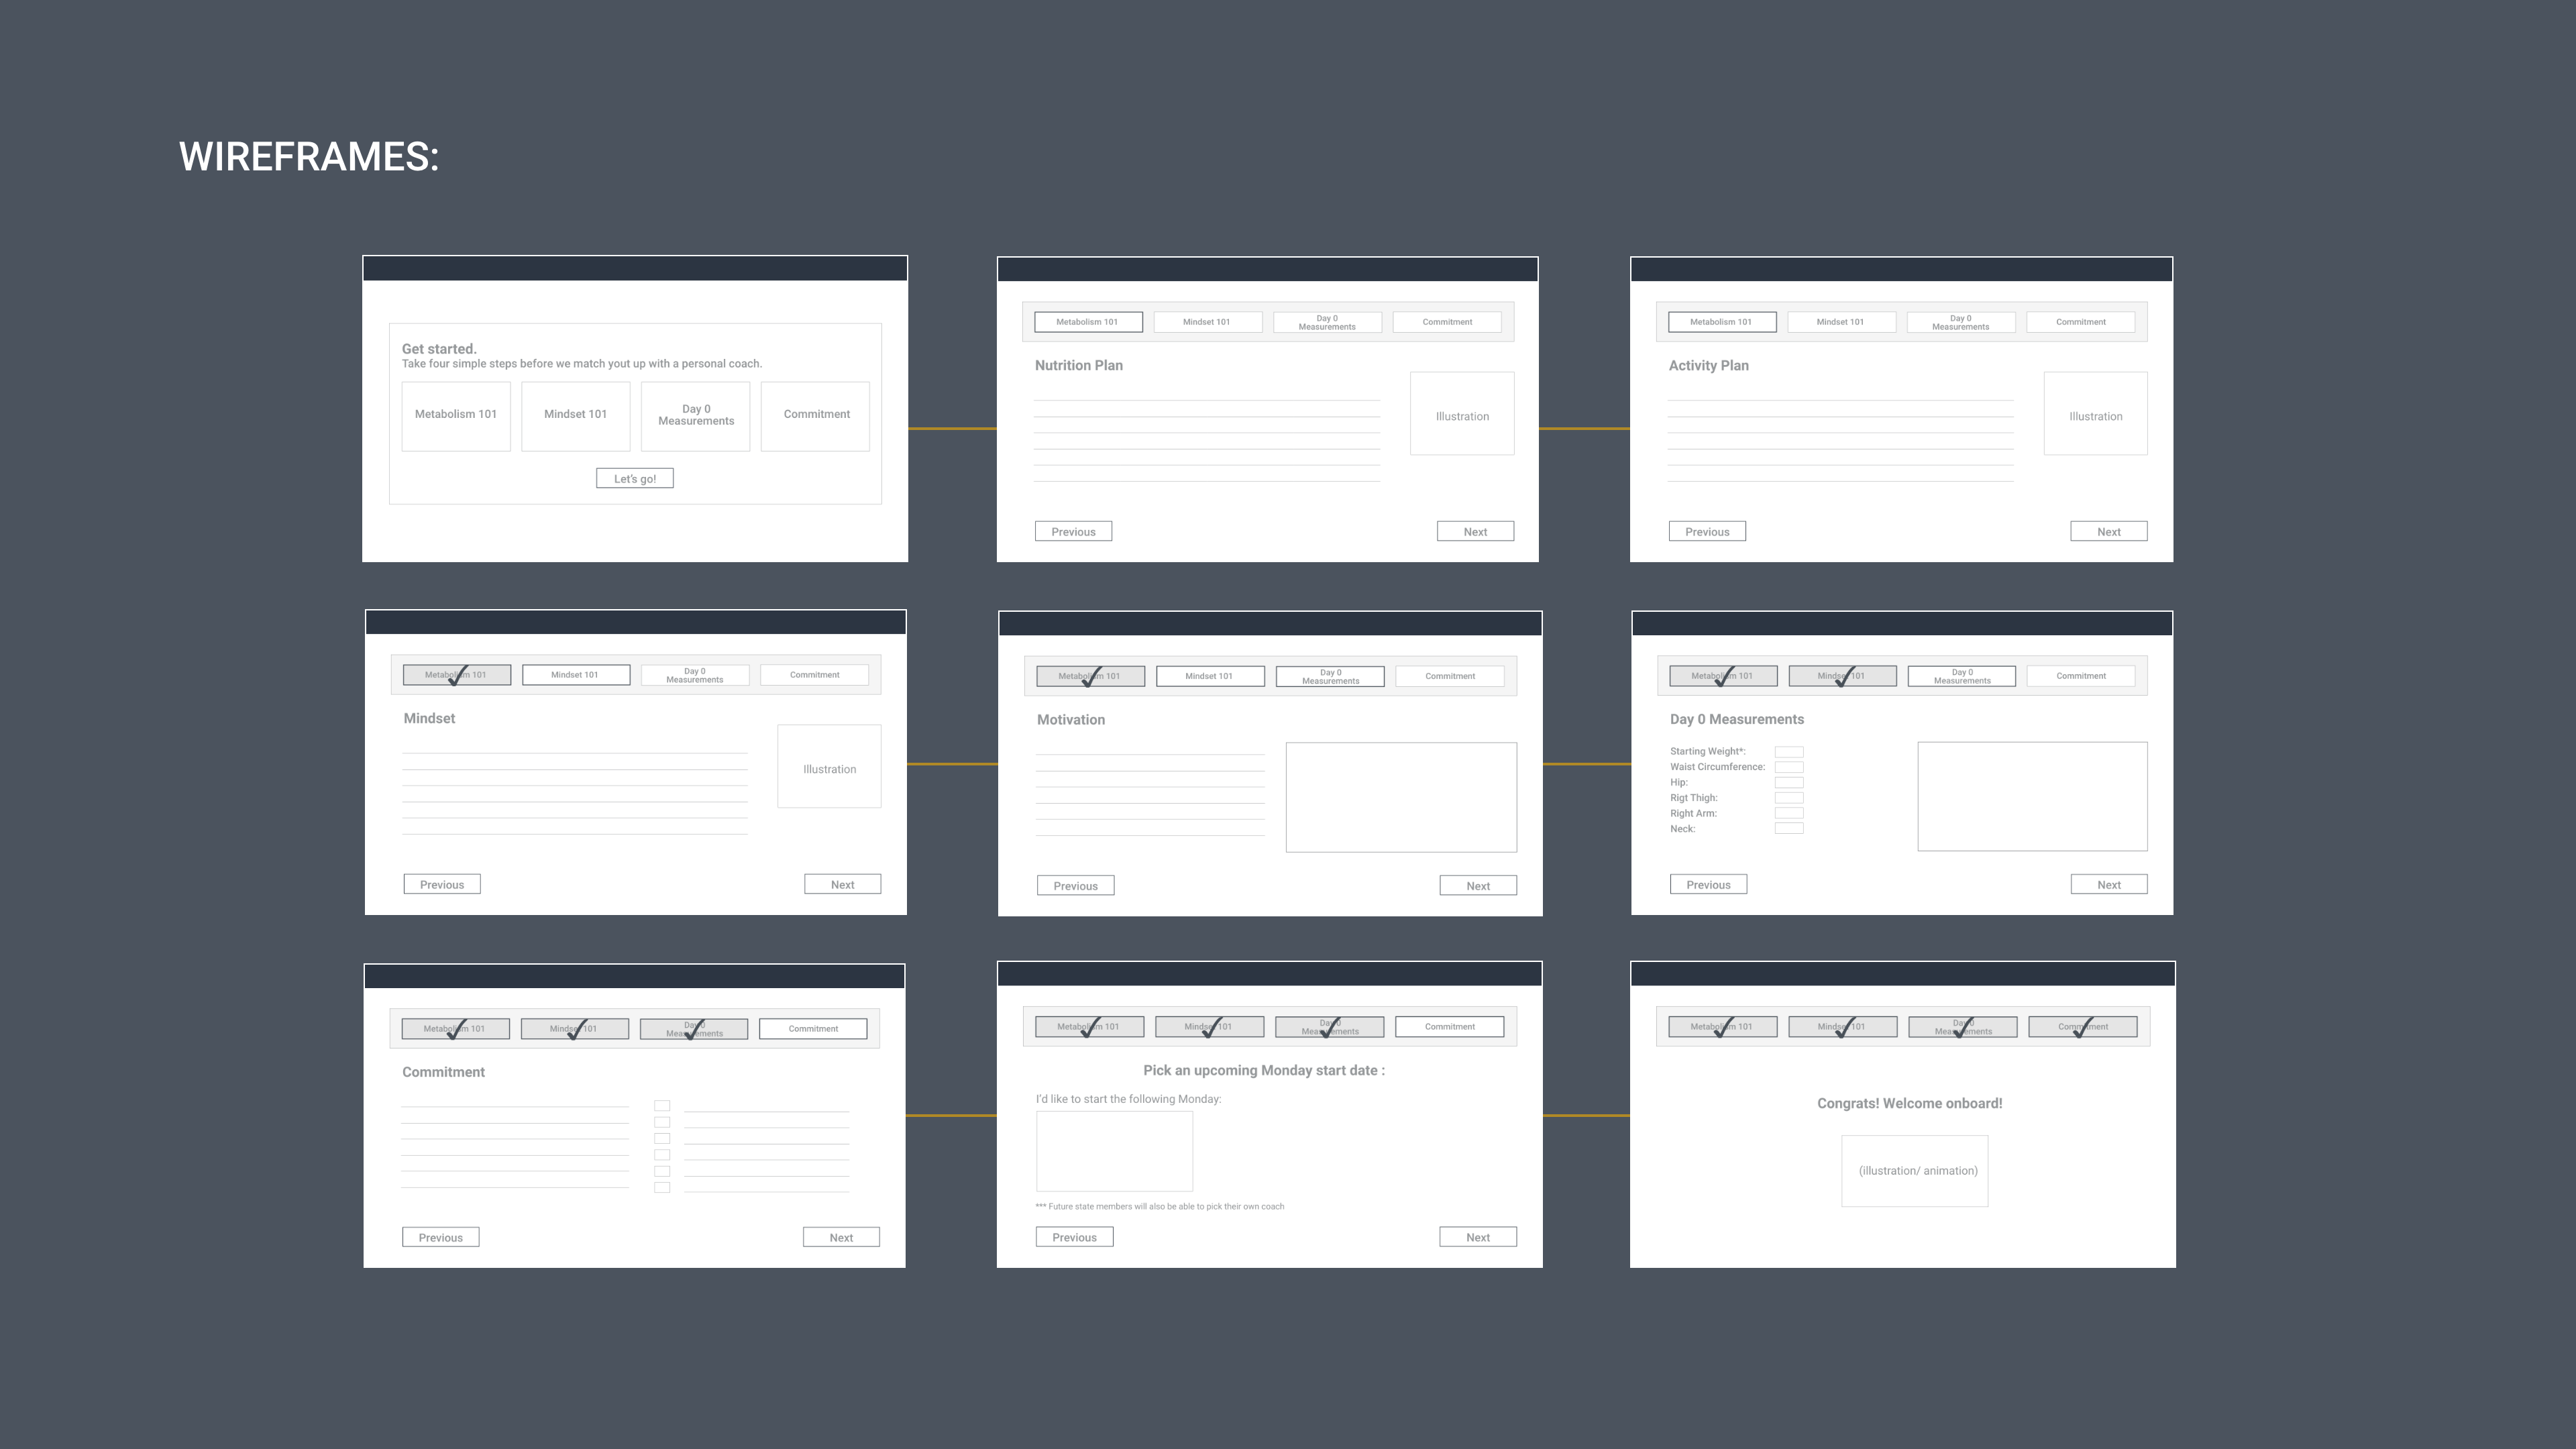 WIREFRAMES:
Get started.
Take four simple steps before we match yout up with a personal coach.
Metabolism 101
Mindset 101
Day 0
Measurements
Commitment
Let's go!
Metabolism 101
Mindset 101
Day 0
Measurements
Commitment
Nutrition Plan
Illustration
Previous
Next
Metabolism 101
Mindset 101
Day 0
Measurements
Commitment
Activity Plan
Illustration
Previous
Next
Metabolism 101
Mindset 101
Day 0
Measurements
Commitment
Mindset
Illustration
Previous
Next
Metabolism 101
Mindset 101
Day 0
Measurements
Commitment
Motivation
Previous
Next
Metabolism 101
Mindset 101
Day 0
Measurements
Commitment
Day 0 Measurements
Starting Weight*:
Waist Circumference:
Hip:
Rigt Thigh:
Right Arm:
Neck:
Previous
Next
Metabolism 101
Mindset 101
Day 0
Measurements
Commitment
Commitment
Previous
Next
Metabolism 101
Mindset 101
Day 0
Measurements
Commitment
Pick an upcoming Monday start date :
I'd like to start the following Monday:
*** Future state members will also be able to pick their own coach
Previous
Next
Metabolism 101
Mindset 101
Day 0
Measurements
Commitment
Congrats! Welcome onboard!
(illustration/ animation)